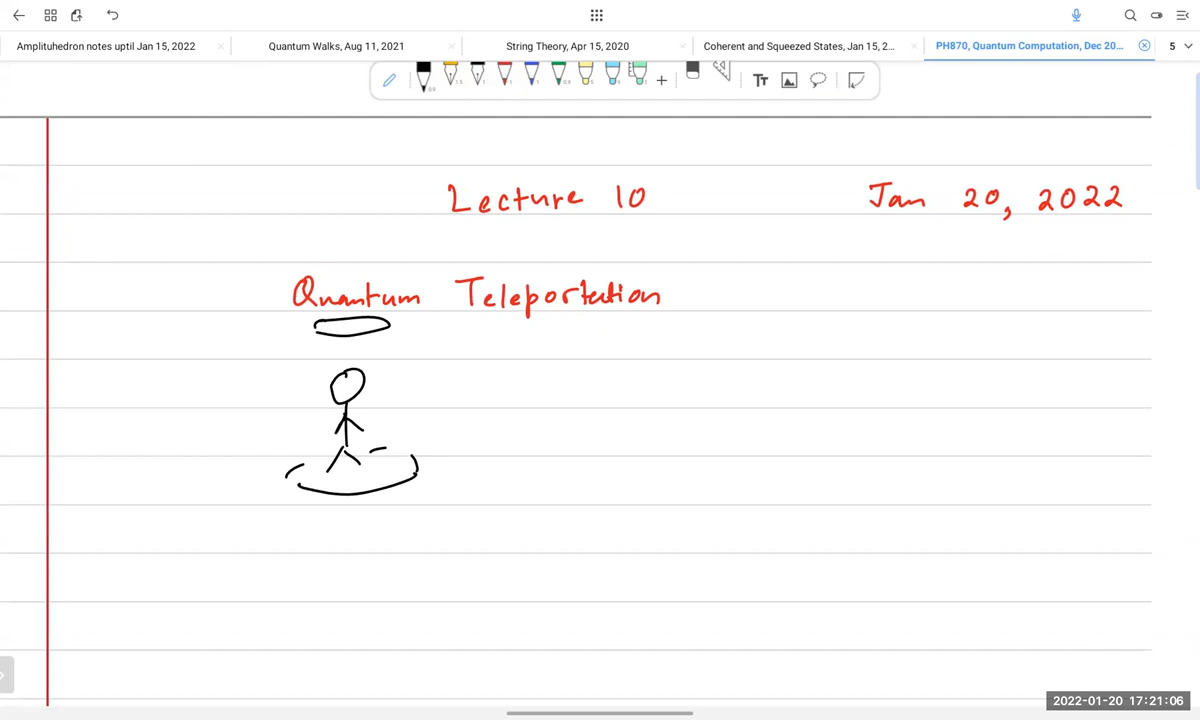 Amplituhedron notes uptil Jan 15, 2022
Quantum Walks, Aug 11, 2021
String Theory, Apr 15, 2020
Coherent and Squeezed States, Jan 15, 2...
PH870, Quantum Computation, Dec 20...
5
Tт
Lecture 10
Jan 20, 2022
Quantum Teleportation
2022-01-20 17:21:06